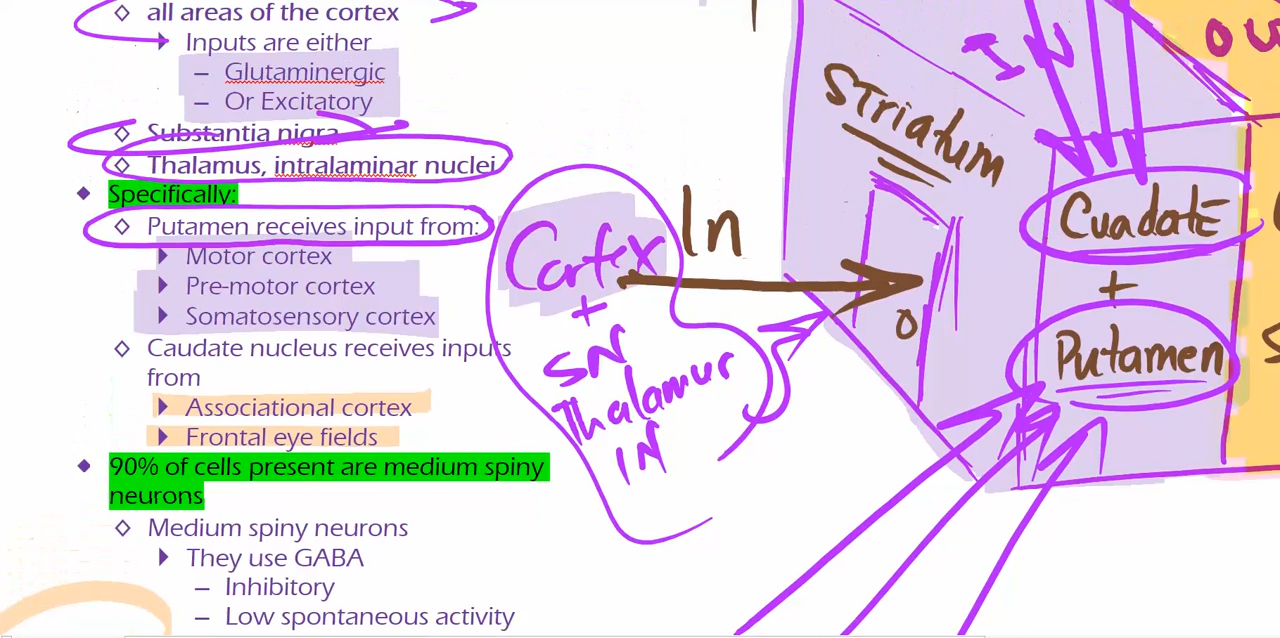 all areas of the cortex
Inputs are either
– Glutaminergic
– Or Excitatory
Substantia nigra
Thalamus, intralaminar nuclei
Specifically:
Putamen receives input from:
Motor cortex
Pre-motor cortex
Somatosensory cortex
Caudate nucleus receives inputs
from
Associational cortex
Frontal eye fields
90% of cells present are medium spiny
neurons
Medium spiny neurons
They use GABA
– Inhibitory
– Low spontaneous activity
Cortex
+
SN
Thalamus
IN
In
Striatum
IN
Cuadate
+
Putamen